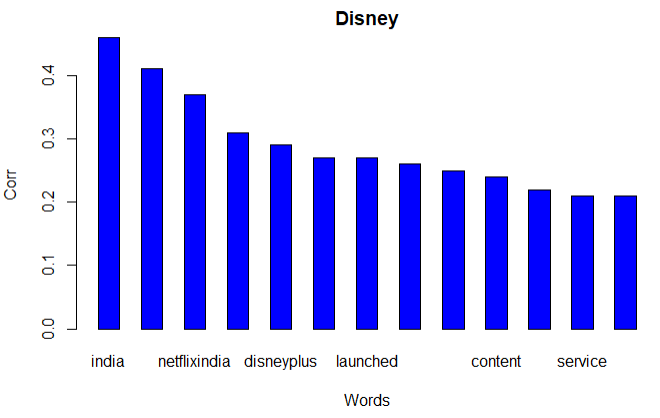 Disney
Corr
0.4
0.3
0.2
0.1
0.0
india netflixindia disneyplus launched content service
Words